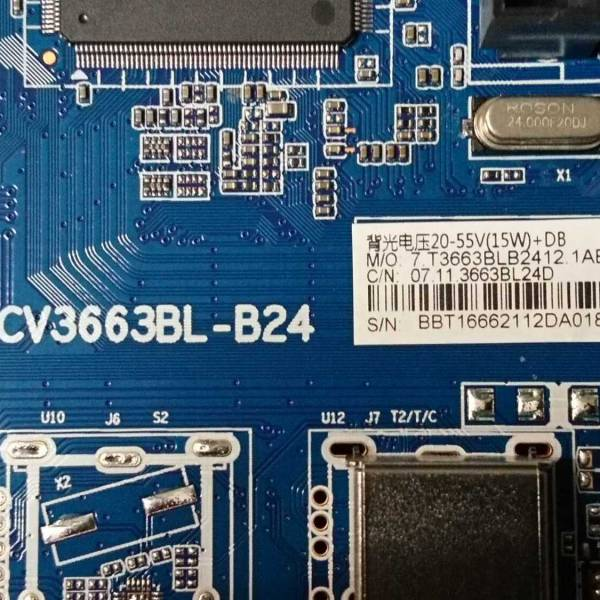 ROSON
24.000F20DJ
X1
背光电压20-55V(15W)+DB
M/O: 7.T3663BLB2412.1AE
C/N: 07.11.3663BL24D
S/N: BBT16662112DA018
CV3663BL-B24
U10 J6 S2 U12 J7 T2/T/C
X2